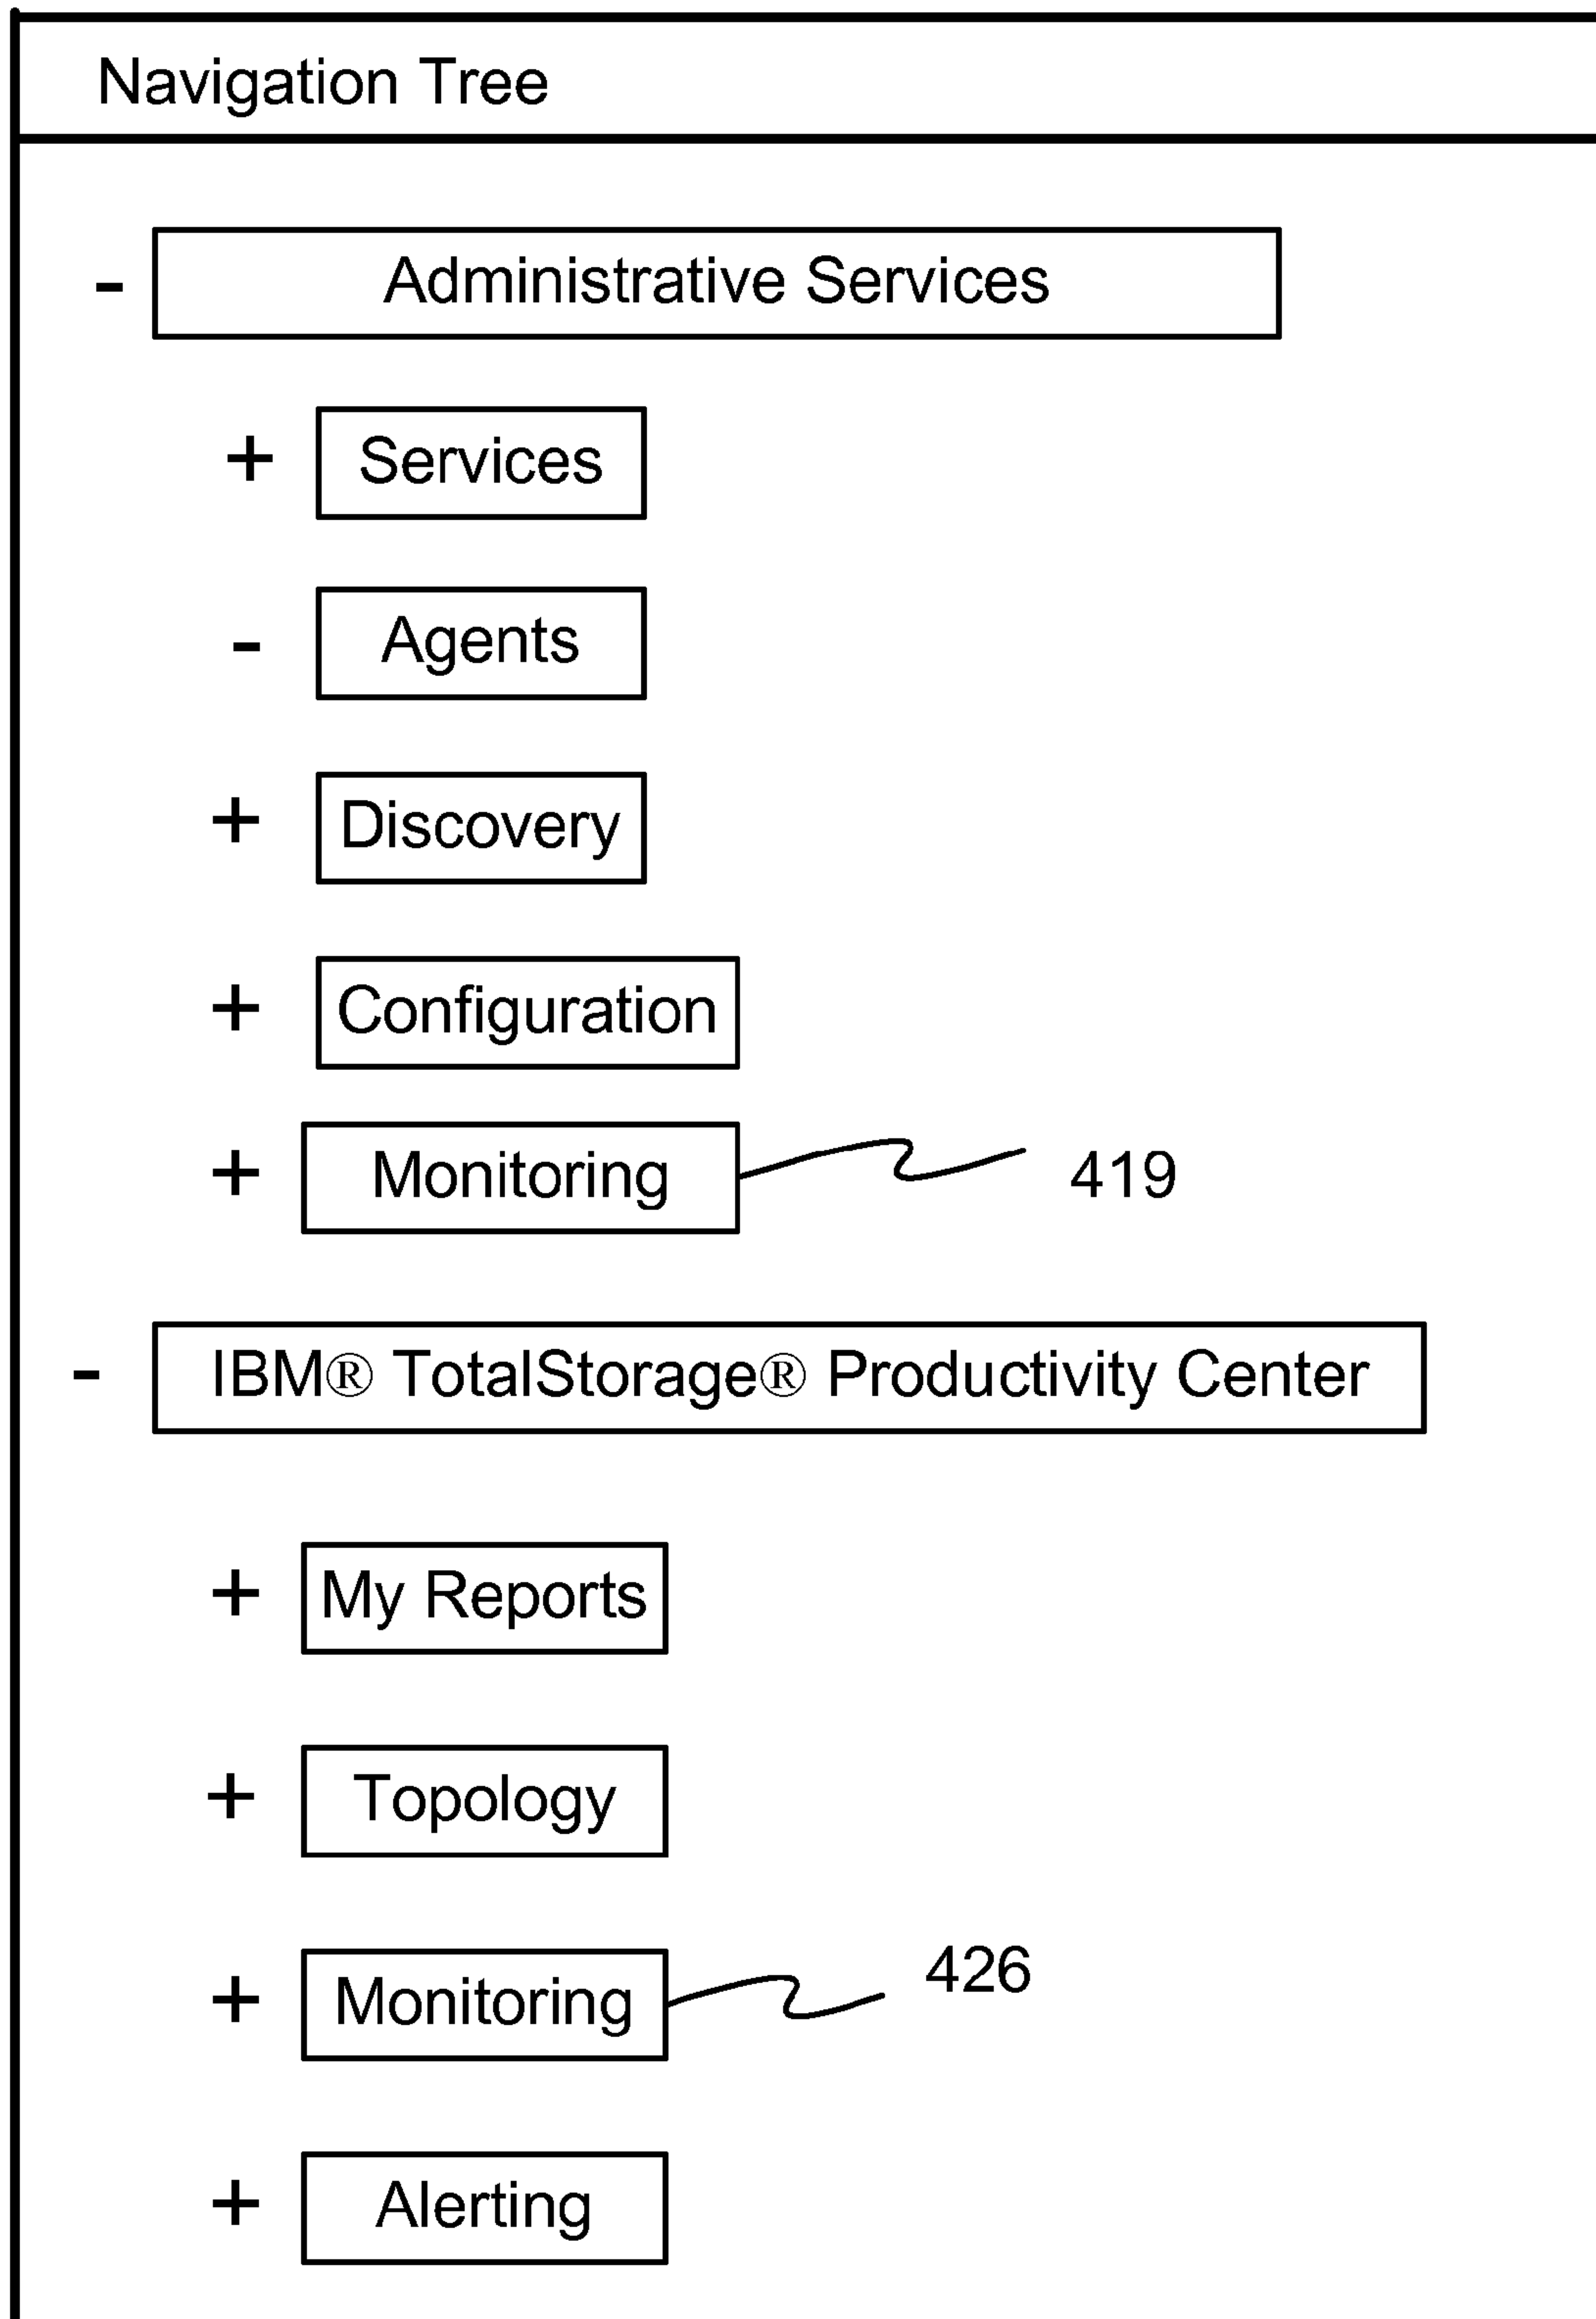 Navigation Tree
- Administrative Services
+ Services
- Agents
+ Discovery
+ Configuration
+ Monitoring 419
- IBM® TotalStorage® Productivity Center
+ My Reports
+ Topology
+ Monitoring 426
+ Alerting